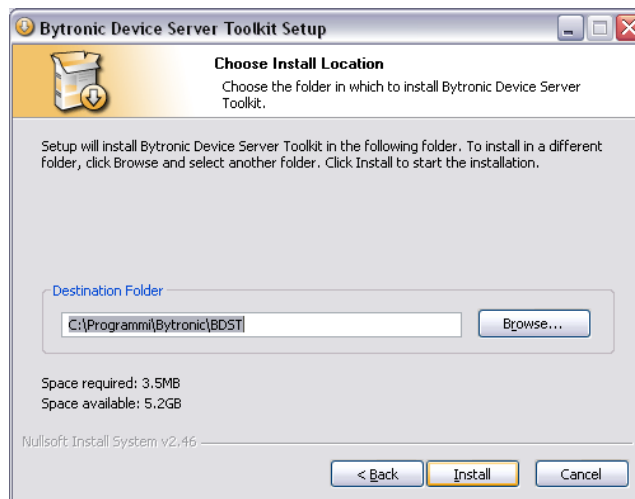 Bytronic Device Server Toolkit Setup
Choose Install Location
Choose the folder in which to install Bytronic Device Server
Toolkit.
Setup will install Bytronic Device Server Toolkit in the following folder. To install in a different
folder, click Browse and select another folder. Click Install to start the installation.
Destination Folder
C:\Programmi\Bytronic\BDST
Browse...
Space required: 3.5MB
Space available: 5.2GB
Nullsoft Install System v2.46
< Back
Install
Cancel